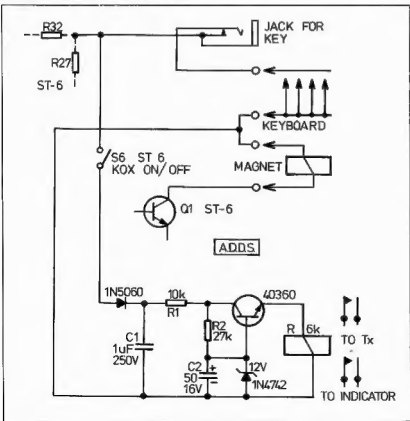 R32
JACK FOR
KEY
R27
ST-6
KEYBOARD
S6 ST 6
KOX ON/OFF
MAGNET
Q1 ST-6
A.D.D.S.
1N5060
10k
R1
40360
R 6k
R2
27k
TO Tx
C1
1uF
250V
C2
50
16V
12V
1N4742
TO INDICATOR